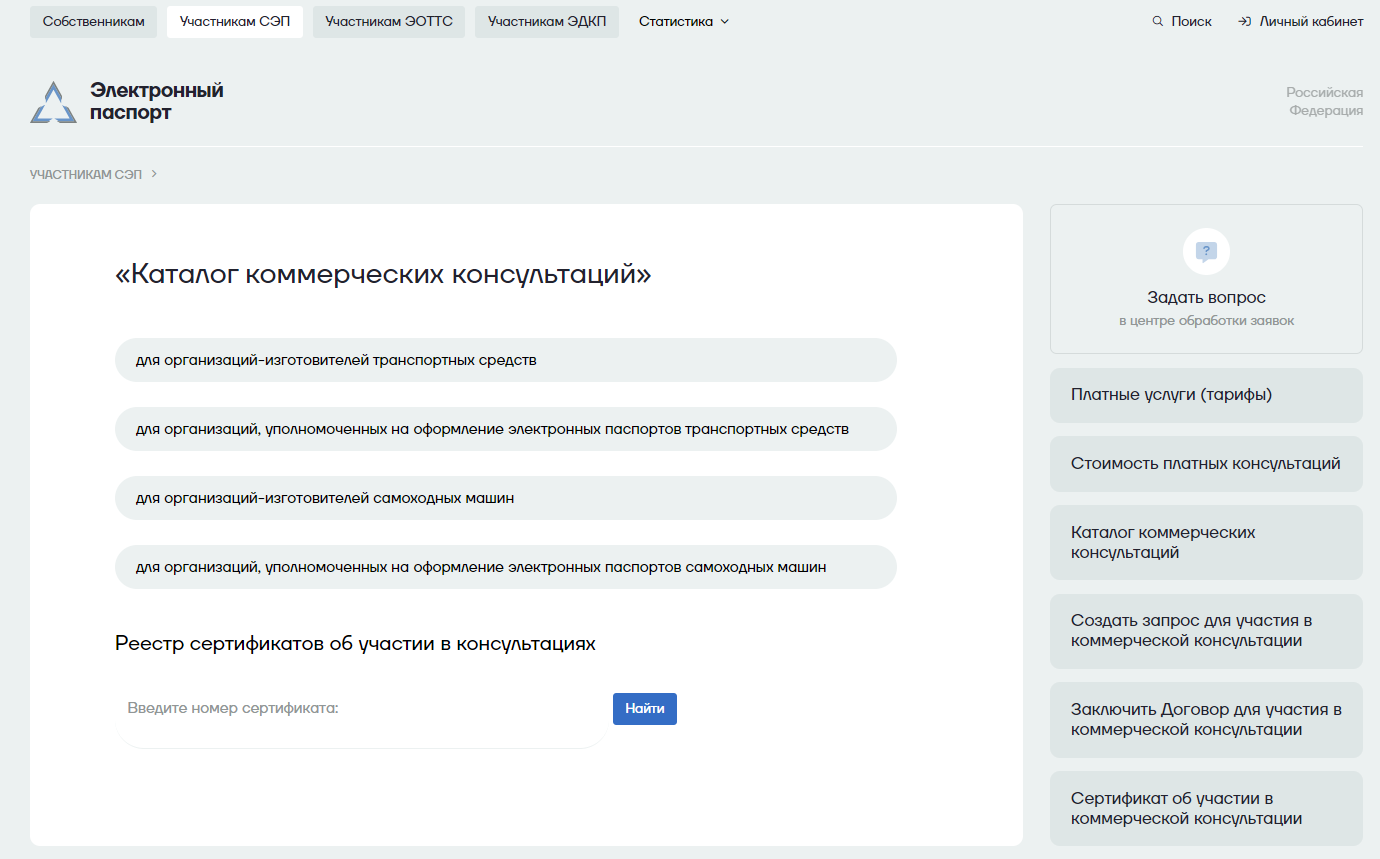 Собственникам
Участникам СЭП
Участникам ЭОТТС
Участникам ЭДКП
Статистика
Поиск
Личный кабинет
Электронный
паспорт
Российская
Федерация
УЧАСТНИКАМ СЭП
«Каталог коммерческих консультаций»
для организаций-изготовителей транспортных средств
для организаций, уполномоченных на оформление электронных паспортов транспортных средств
для организаций-изготовителей самоходных машин
для организаций, уполномоченных на оформление электронных паспортов самоходных машин
Реестр сертификатов об участии в консультациях
Введите номер сертификата:
Найти
?
Задать вопрос
в центре обработки заявок
Платные услуги (тарифы)
Стоимость платных консультаций
Каталог коммерческих
консультаций
Создать запрос для участия в
коммерческой консультации
Заключить Договор для участия в
коммерческой консультации
Сертификат об участии в
коммерческой консультации